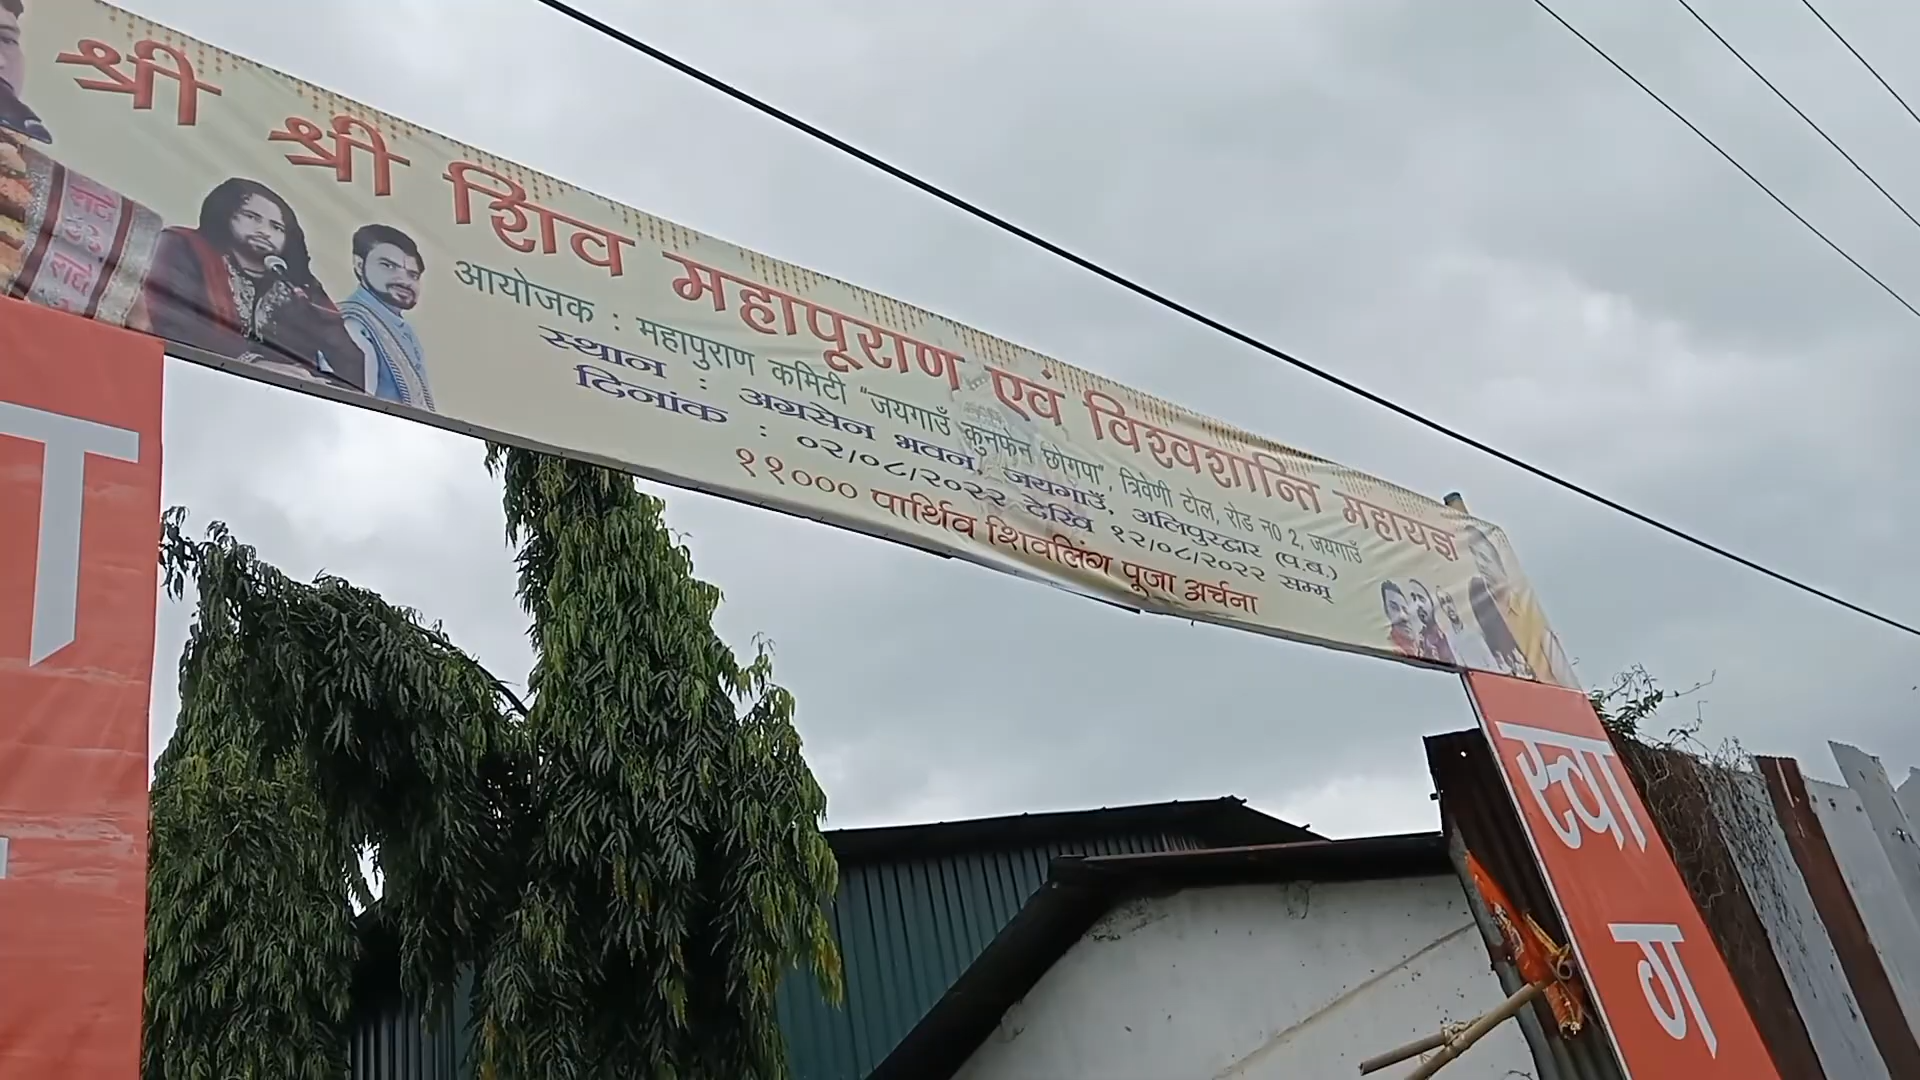 श्री श्री शिव महापूराण एवं विश्वशान्ति महायज्ञ
आयोजक : महापुराण कमिटी "जयगाउँ कुनफेन छोगपा", त्रिवेणी टोल, रोड न0 2, जयगाउँ
स्थान : अग्रसेन भवन, जयगाउँ, अलिपुरद्वार (प.ब.)
दिनांक : ०२/०८/२०२२ देखि १२/०८/२०२२ सम्म्
११००० पार्थिव शिवलिंग पूजा अर्चना
स्वा
ग
त